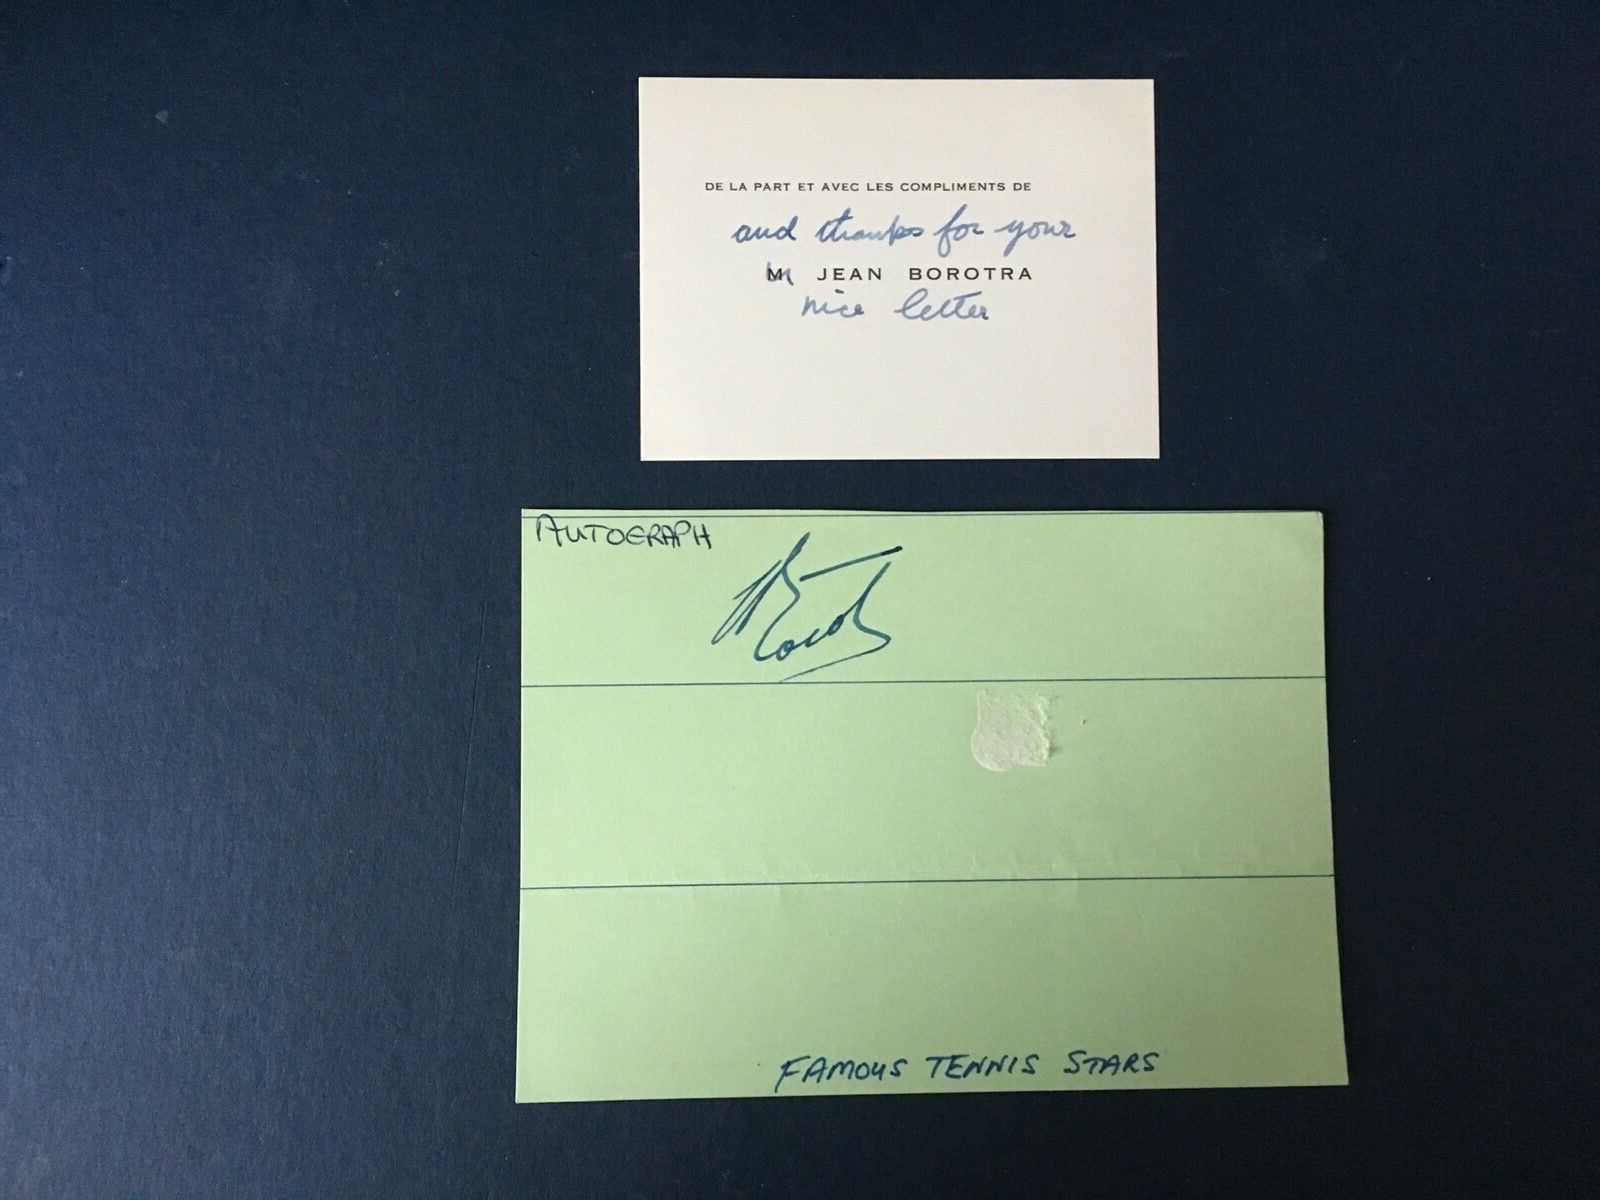 DE LA PART ET AVEC LES COMPLIMENTS DE
and thanks for your
M JEAN BOROTRA
nice letter
AUTOGRAPH
FAMOUS TENNIS STARS